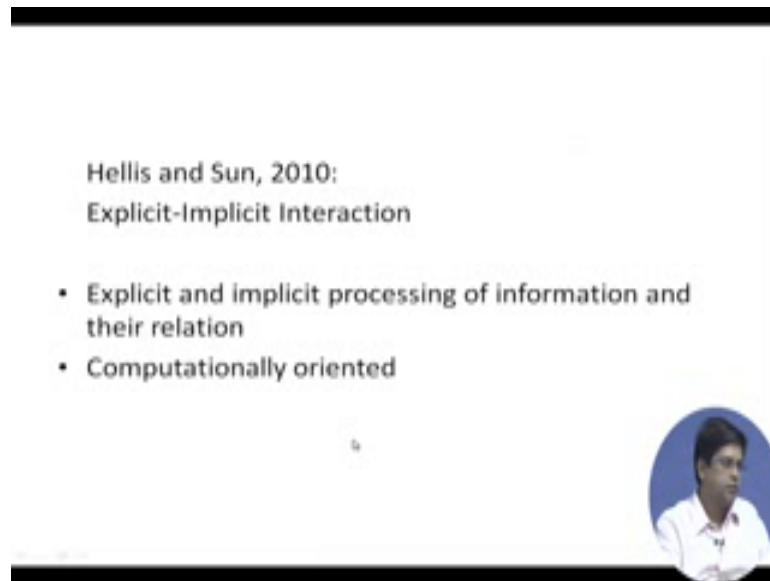 Hellis and Sun, 2010:
Explicit-Implicit Interaction
• Explicit and implicit processing of information and
their relation
• Computationally oriented